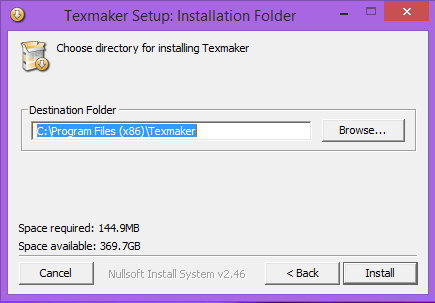 Texmaker Setup: Installation Folder
Choose directory for installing Texmaker
Destination Folder
C:\Program Files (x86)\Texmaker
Browse...
Space required: 144.9MB
Space available: 369.7GB
Cancel
Nullsoft Install System v2.46
< Back
Install